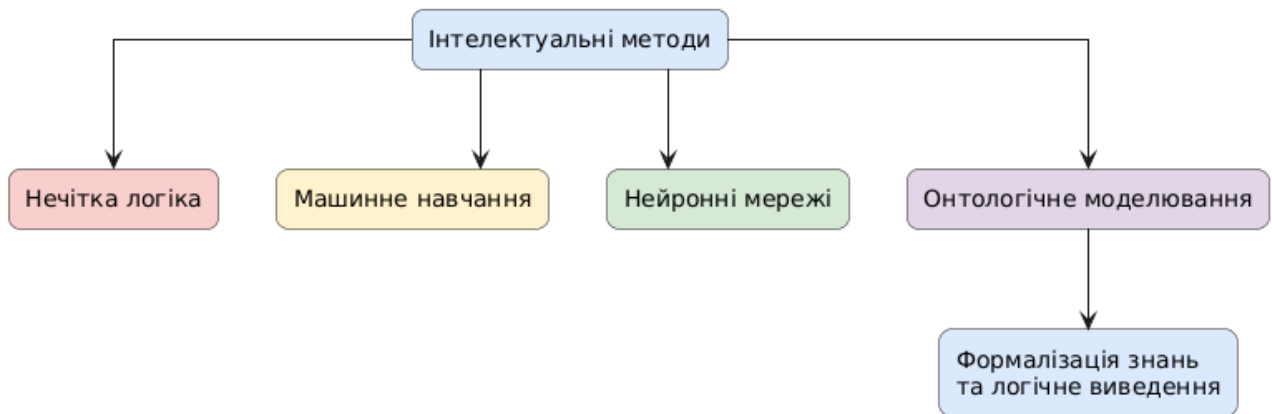 Інтелектуальні методи
Нечітка логіка
Машинне навчання
Нейронні мережі
Онтологічне моделювання
Формалізація знань
та логічне виведення